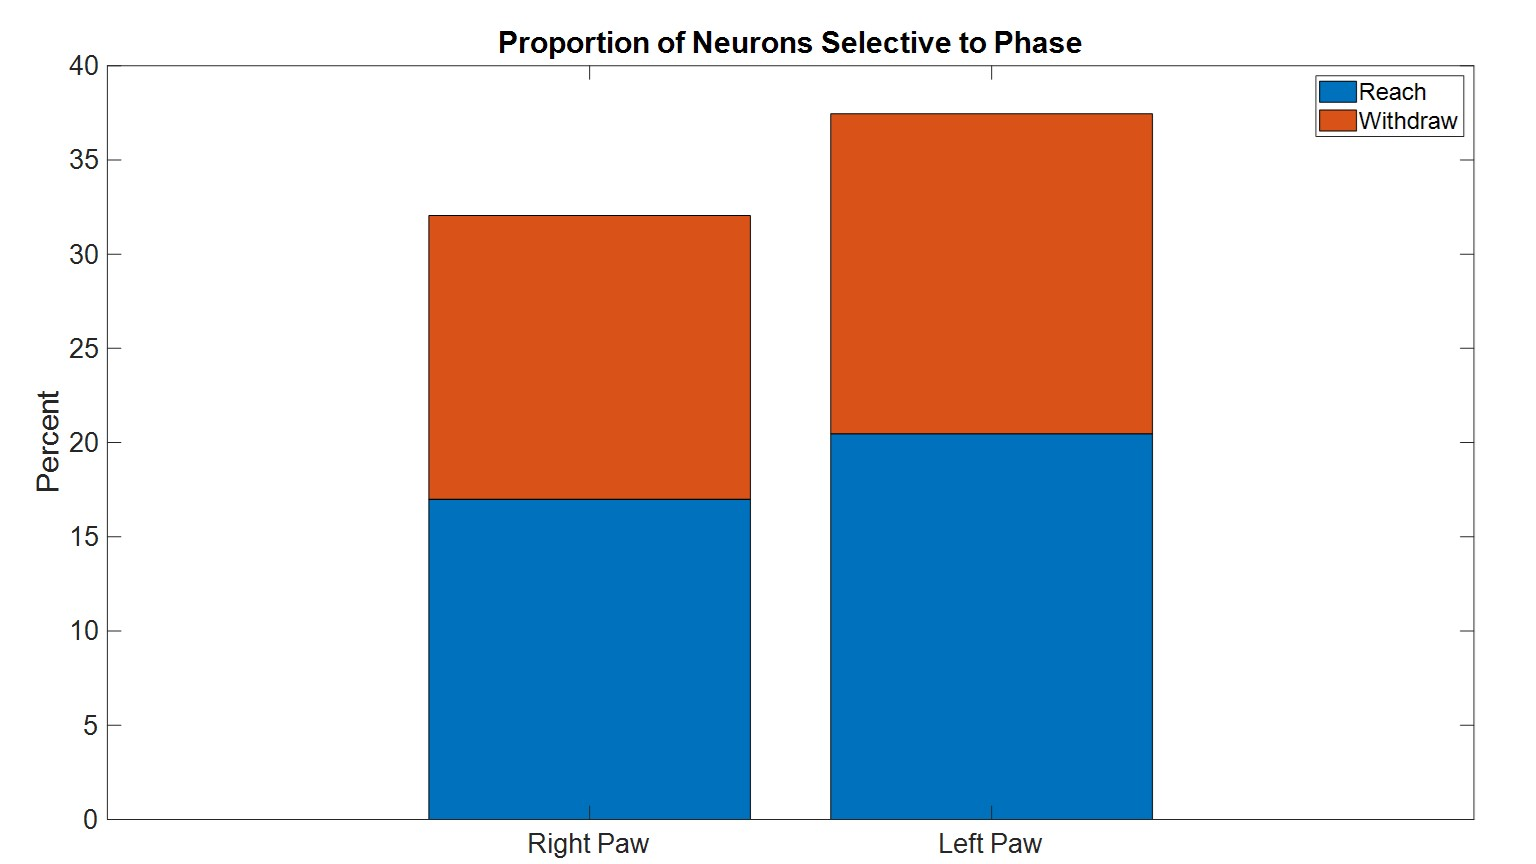 Proportion of Neurons Selective to Phase
Reach
Withdraw
40
35
30
25
20
15
10
5
0
Percent
Right Paw
Left Paw